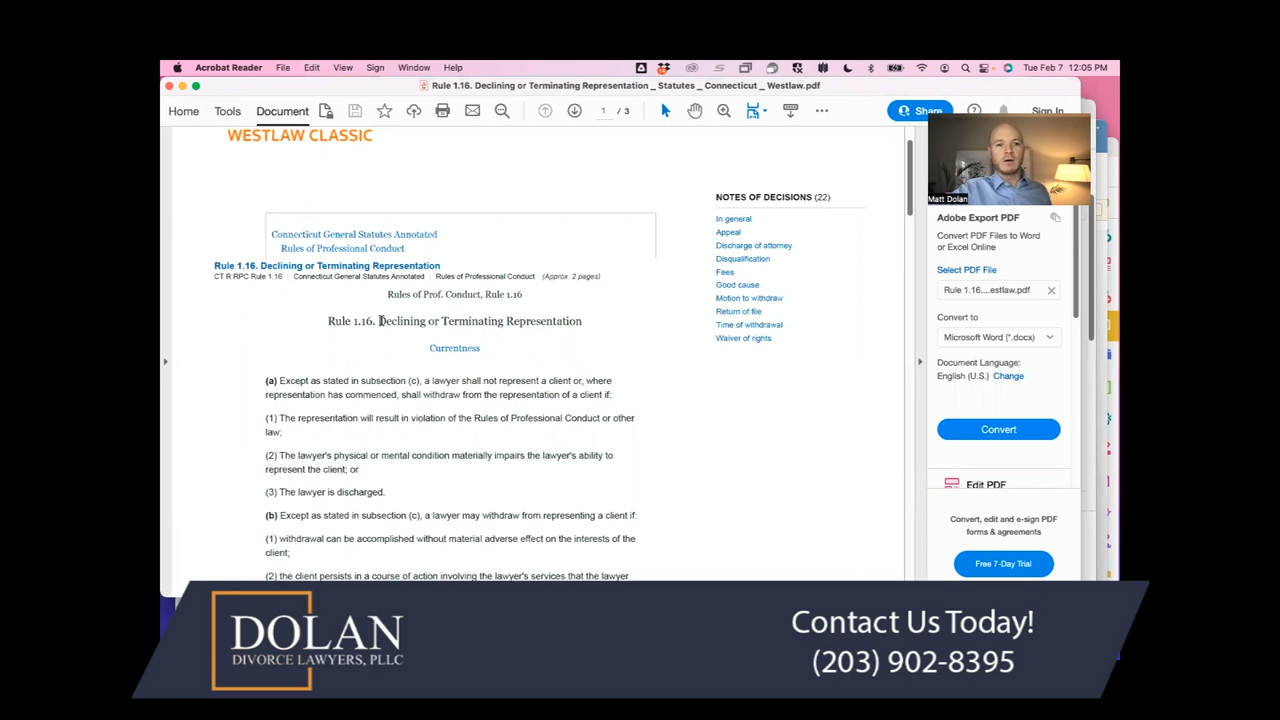 Acrobat Reader File Edit View Sign Window Help Tue Feb 7 12:05 PM
Rule 1.16. Declining or Terminating Representation _ Statutes _ Connecticut _ Westlaw.pdf
Home Tools Document 1 / 3 Share Sign In
WESTLAW CLASSIC
Matt Dolan
NOTES OF DECISIONS (22)
In general
Appeal
Discharge of attorney
Disqualification
Fees
Good cause
Motion to withdraw
Return of file
Time of withdrawal
Waiver of rights
Connecticut General Statutes Annotated
Rules of Professional Conduct
Rule 1.16. Declining or Terminating Representation
CT R RPC Rule 1.16 Connecticut General Statutes Annotated Rules of Professional Conduct (Approx. 2 pages)
Rules of Prof. Conduct, Rule 1.16
Rule 1.16. Declining or Terminating Representation
Currentness
(a) Except as stated in subsection (c), a lawyer shall not represent a client or, where
representation has commenced, shall withdraw from the representation of a client if:
(1) The representation will result in violation of the Rules of Professional Conduct or other
law;
(2) The lawyer's physical or mental condition materially impairs the lawyer's ability to
represent the client; or
(3) The lawyer is discharged.
(b) Except as stated in subsection (c), a lawyer may withdraw from representing a client if:
(1) withdrawal can be accomplished without material adverse effect on the interests of the
client;
(2) the client persists in a course of action involving the lawyer's services that the lawyer
Adobe Export PDF
Convert PDF Files to Word
or Excel Online
Select PDF File
Rule 1.16....estlaw.pdf
Convert to
Microsoft Word (*.docx)
Document Language:
English (U.S.) Change
Convert
Edit PDF
Convert, edit and e-sign PDF
forms & agreements
Free 7-Day Trial
DOLAN
DIVORCE LAWYERS, PLLC
Contact Us Today!
(203) 902-8395